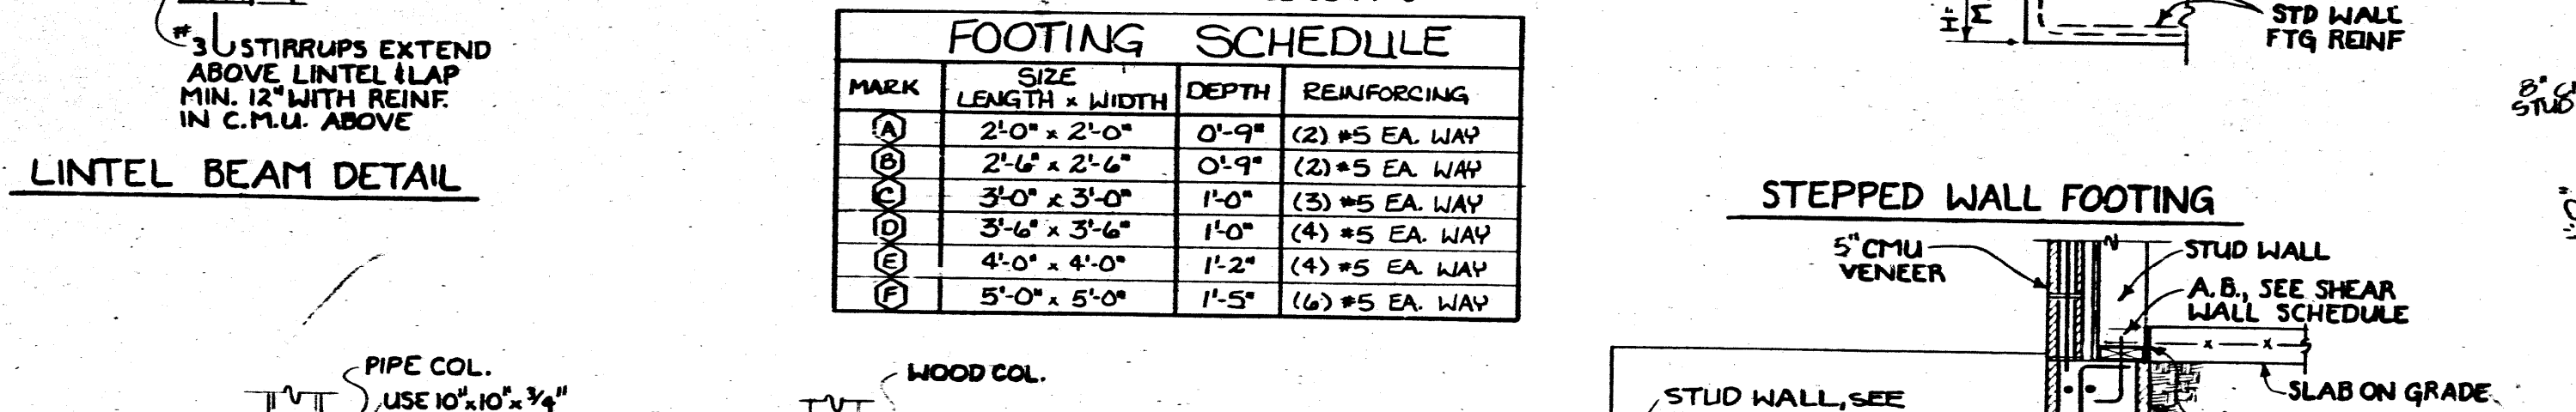 #3 STIRRUPS EXTEND
ABOVE LINTEL & LAP
MIN. 12" WITH REINF.
IN C.M.U. ABOVE
LINTEL BEAM DETAIL
FOOTING SCHEDULE
MARK SIZE LENGTH x WIDTH DEPTH REINFORCING
A 2'-0" x 2'-0" 0'-9" (2) #5 EA. WAY
B 2'-6" x 2'-6" 0'-9" (2) #5 EA. WAY
C 3'-0" x 3'-0" 1'-0" (3) #5 EA. WAY
D 3'-6" x 3'-6" 1'-0" (4) #5 EA. WAY
E 4'-0" x 4'-0" 1'-2" (4) #5 EA. WAY
F 5'-0" x 5'-0" 1'-5" (6) #5 EA. WAY
STD WALL
FTG REINF
8"
STUD
STEPPED WALL FOOTING
5" CMU
VENEER
STUD WALL
A.B., SEE SHEAR
WALL SCHEDULE
SLAB ON GRADE
STUD WALL, SEE
PIPE COL.
USE 10"x10"x3/4"
WOOD COL.